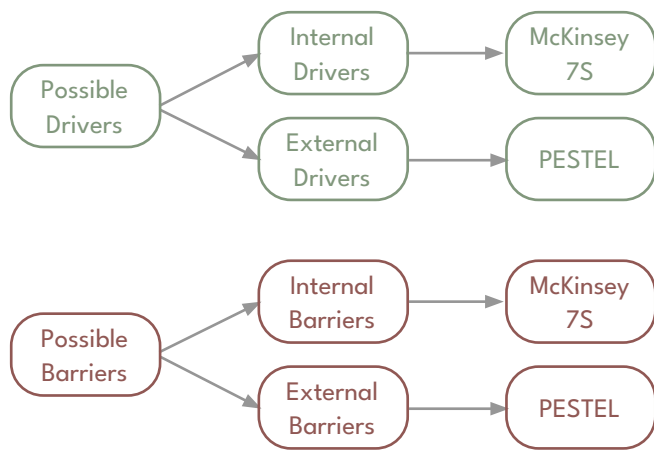 Possible
Drivers
Internal
Drivers
McKinsey
7S
External
Drivers
PESTEL
Possible
Barriers
Internal
Barriers
McKinsey
7S
External
Barriers
PESTEL